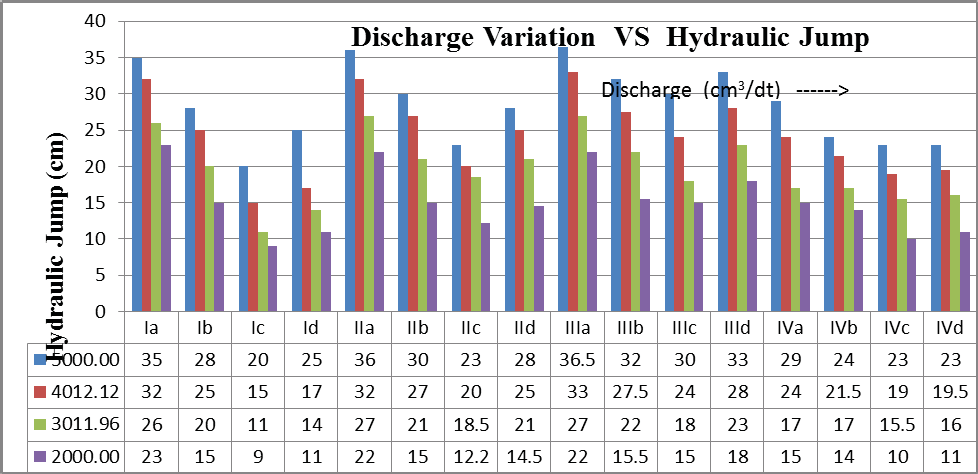 Discharge Variation VS Hydraulic Jump
Discharge (cm³/dt) ------>
Hydraulic Jump (cm)
40
35
30
25
20
15
10
5
0
Ia Ib Ic Id IIa IIb IIc IId IIIa IIIb IIIc IIId IVa IVb IVc IVd
5000.00 35 28 20 25 36 30 23 28 36.5 32 30 33 29 24 23 23
4012.12 32 25 15 17 32 27 20 25 33 27.5 24 28 24 21.5 19 19.5
3011.96 26 20 11 14 27 21 18.5 21 27 22 18 23 17 17 15.5 16
2000.00 23 15 9 11 22 15 12.2 14.5 22 15.5 15 18 15 14 10 11